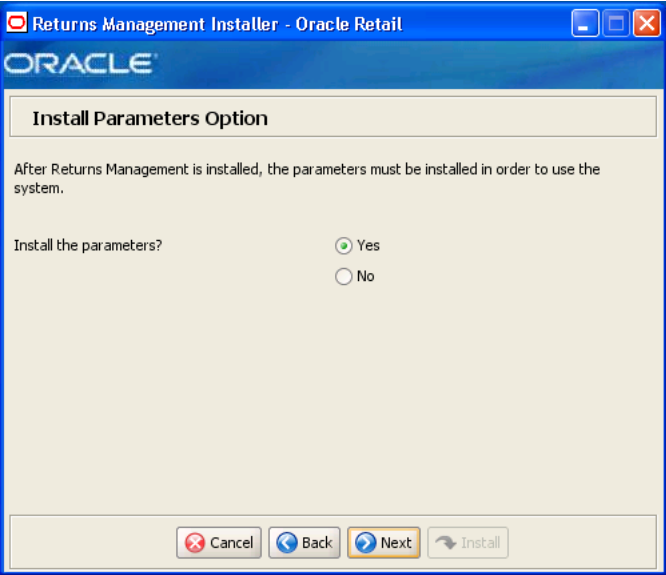 Returns Management Installer - Oracle Retail
ORACLE
Install Parameters Option
After Returns Management is installed, the parameters must be installed in order to use the
system.
Install the parameters?
Yes
No
Cancel
Back
Next
Install